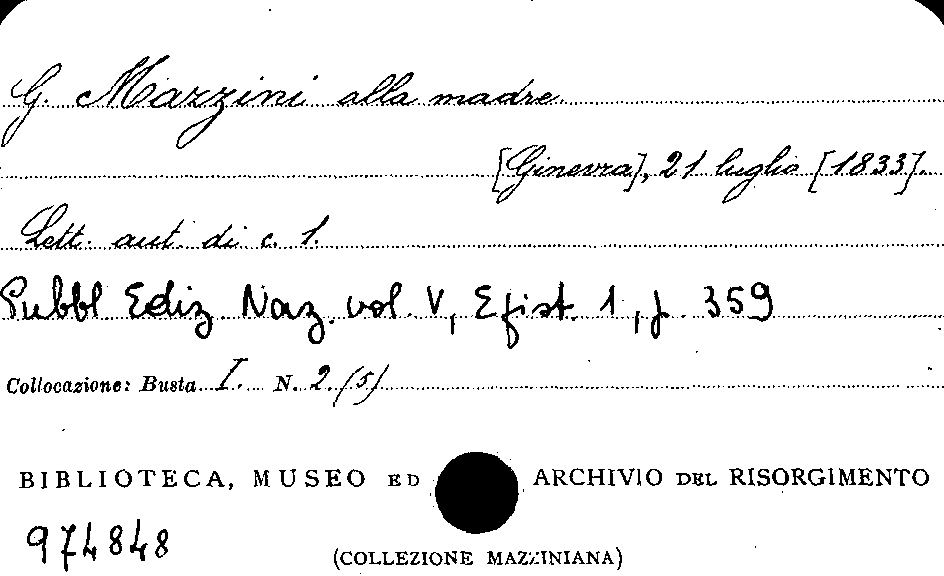 G. Mazzini alla madre
[Ginevra], 21 luglio [1833].
Lett. aut. di c. 1.
Pubbl Ediz Naz. vol. V, Epist. 1, p. 359
Collocazione: Busta I. N. 2. (5)
BIBLIOTECA, MUSEO ED ARCHIVIO DEL RISORGIMENTO
974848
(COLLEZIONE MAZZINIANA)